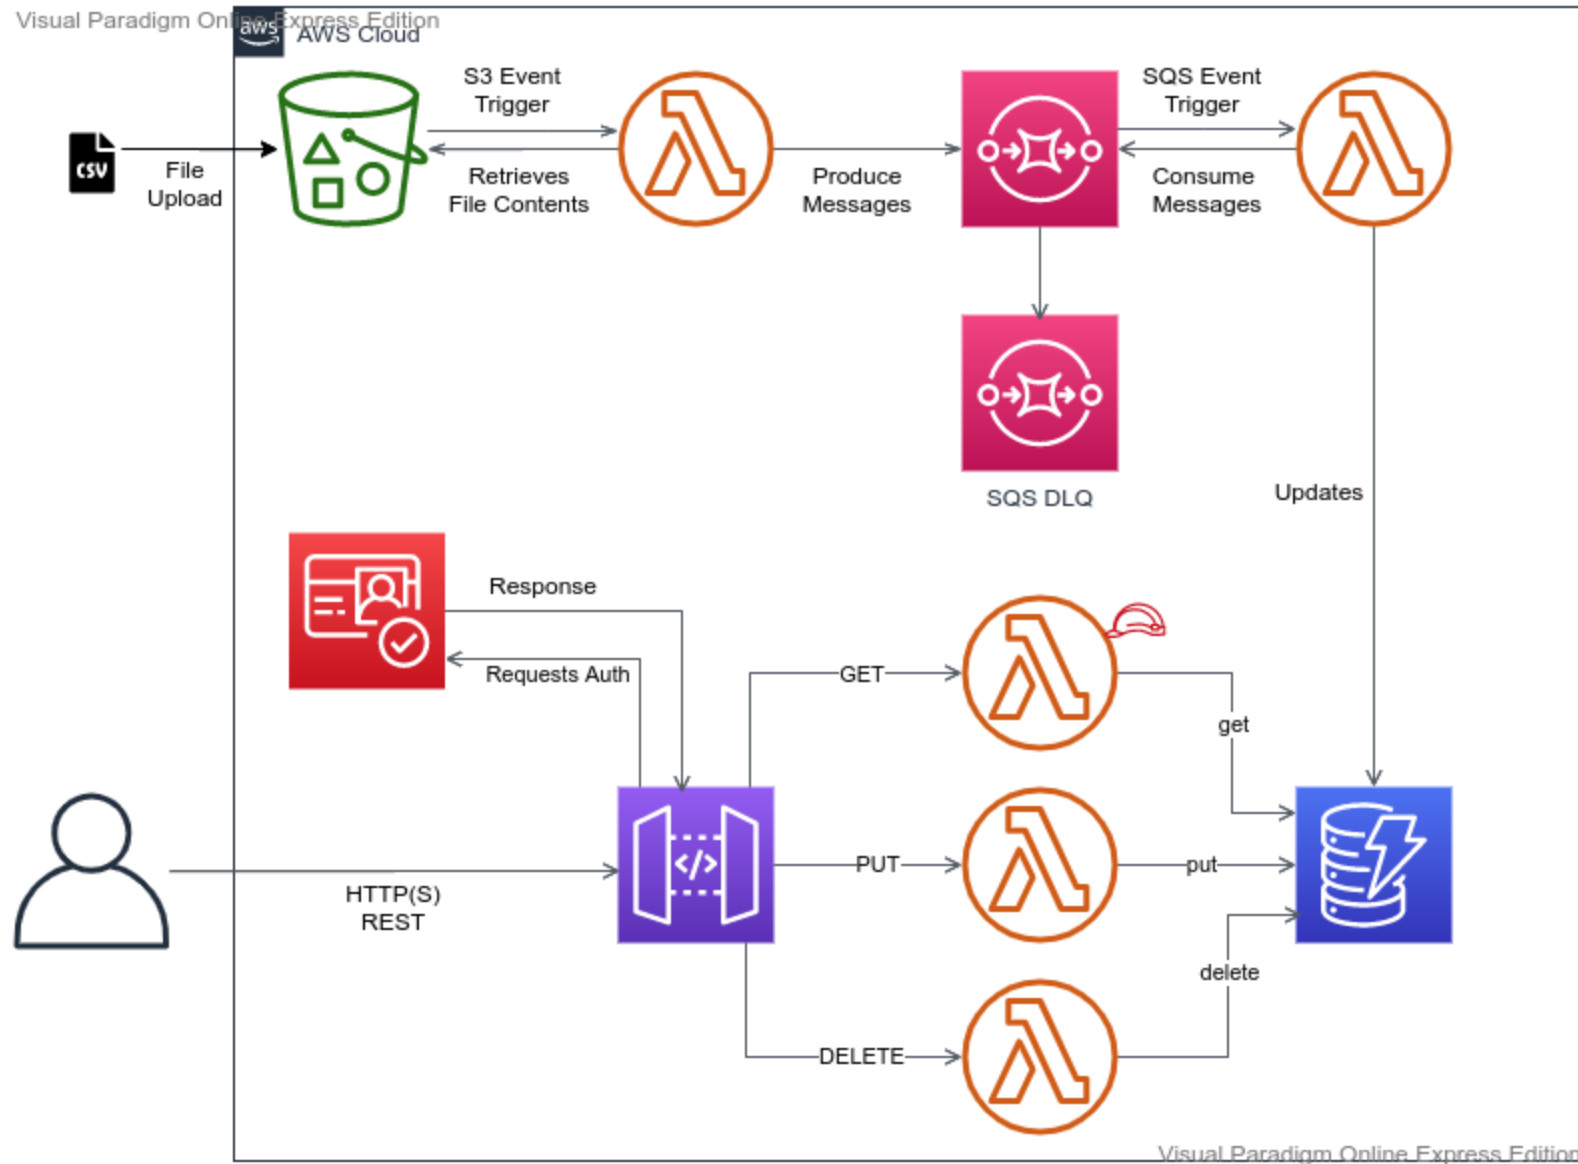 Visual Paradigm Online Express Edition
aws
AWS Cloud
S3 Event
Trigger
SQS Event
Trigger
CSV
File
Upload
Retrieves
File Contents
Produce
Messages
Consume
Messages
SQS DLQ
Updates
Response
Requests Auth
GET
get
HTTP(S)
REST
</>
PUT
put
delete
DELETE
Visual Paradigm Online Express Edition